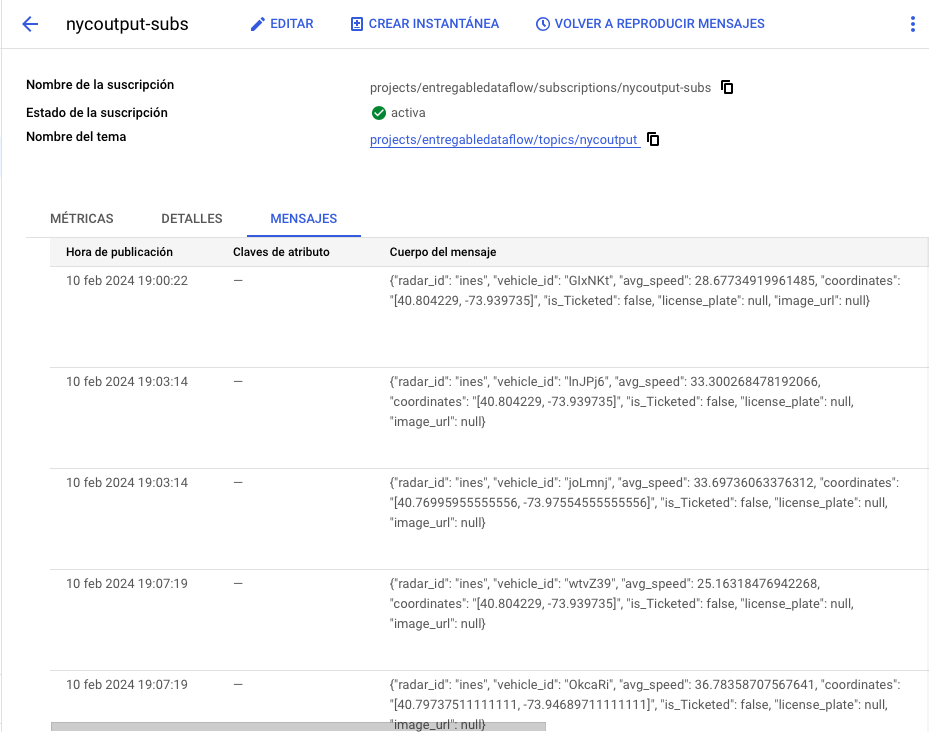 nycoutput-subs EDITAR CREAR INSTANTÁNEA VOLVER A REPRODUCIR MENSAJES
Nombre de la suscripción projects/entregabledataflow/subscriptions/nycoutput-subs
Estado de la suscripción activa
Nombre del tema projects/entregabledataflow/topics/nycoutput
MÉTRICAS DETALLES MENSAJES
Hora de publicación Claves de atributo Cuerpo del mensaje
10 feb 2024 19:00:22 — {"radar_id": "ines", "vehicle_id": "GIxNKt", "avg_speed": 28.67734919961485, "coordinates":
"[40.804229, -73.939735]", "is_Ticketed": false, "license_plate": null, "image_url": null}
10 feb 2024 19:03:14 — {"radar_id": "ines", "vehicle_id": "lnJPj6", "avg_speed": 33.300268478192066,
"coordinates": "[40.804229, -73.939735]", "is_Ticketed": false, "license_plate": null,
"image_url": null}
10 feb 2024 19:03:14 — {"radar_id": "ines", "vehicle_id": "joLmnj", "avg_speed": 33.69736063376312, "coordinates":
"[40.76995955555556, -73.97554555555556]", "is_Ticketed": false, "license_plate": null,
"image_url": null}
10 feb 2024 19:07:19 — {"radar_id": "ines", "vehicle_id": "wtvZ39", "avg_speed": 25.16318476942268,
"coordinates": "[40.804229, -73.939735]", "is_Ticketed": false, "license_plate": null,
"image_url": null}
10 feb 2024 19:07:19 — {"radar_id": "ines", "vehicle_id": "OkcaRi", "avg_speed": 36.78358707567641, "coordinates":
"[40.79737511111111, -73.94689711111111]", "is_Ticketed": false, "license_plate": null,
"image_url": null}